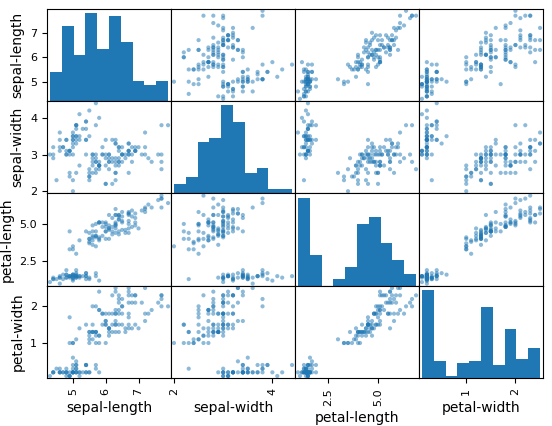 sepal-length
7
6
5
sepal-width
4
3
2
petal-length
5.0
2.5
petal-width
2
1
5 6 7 2 4 2.5 5.0 1 2
sepal-length sepal-width petal-length petal-width